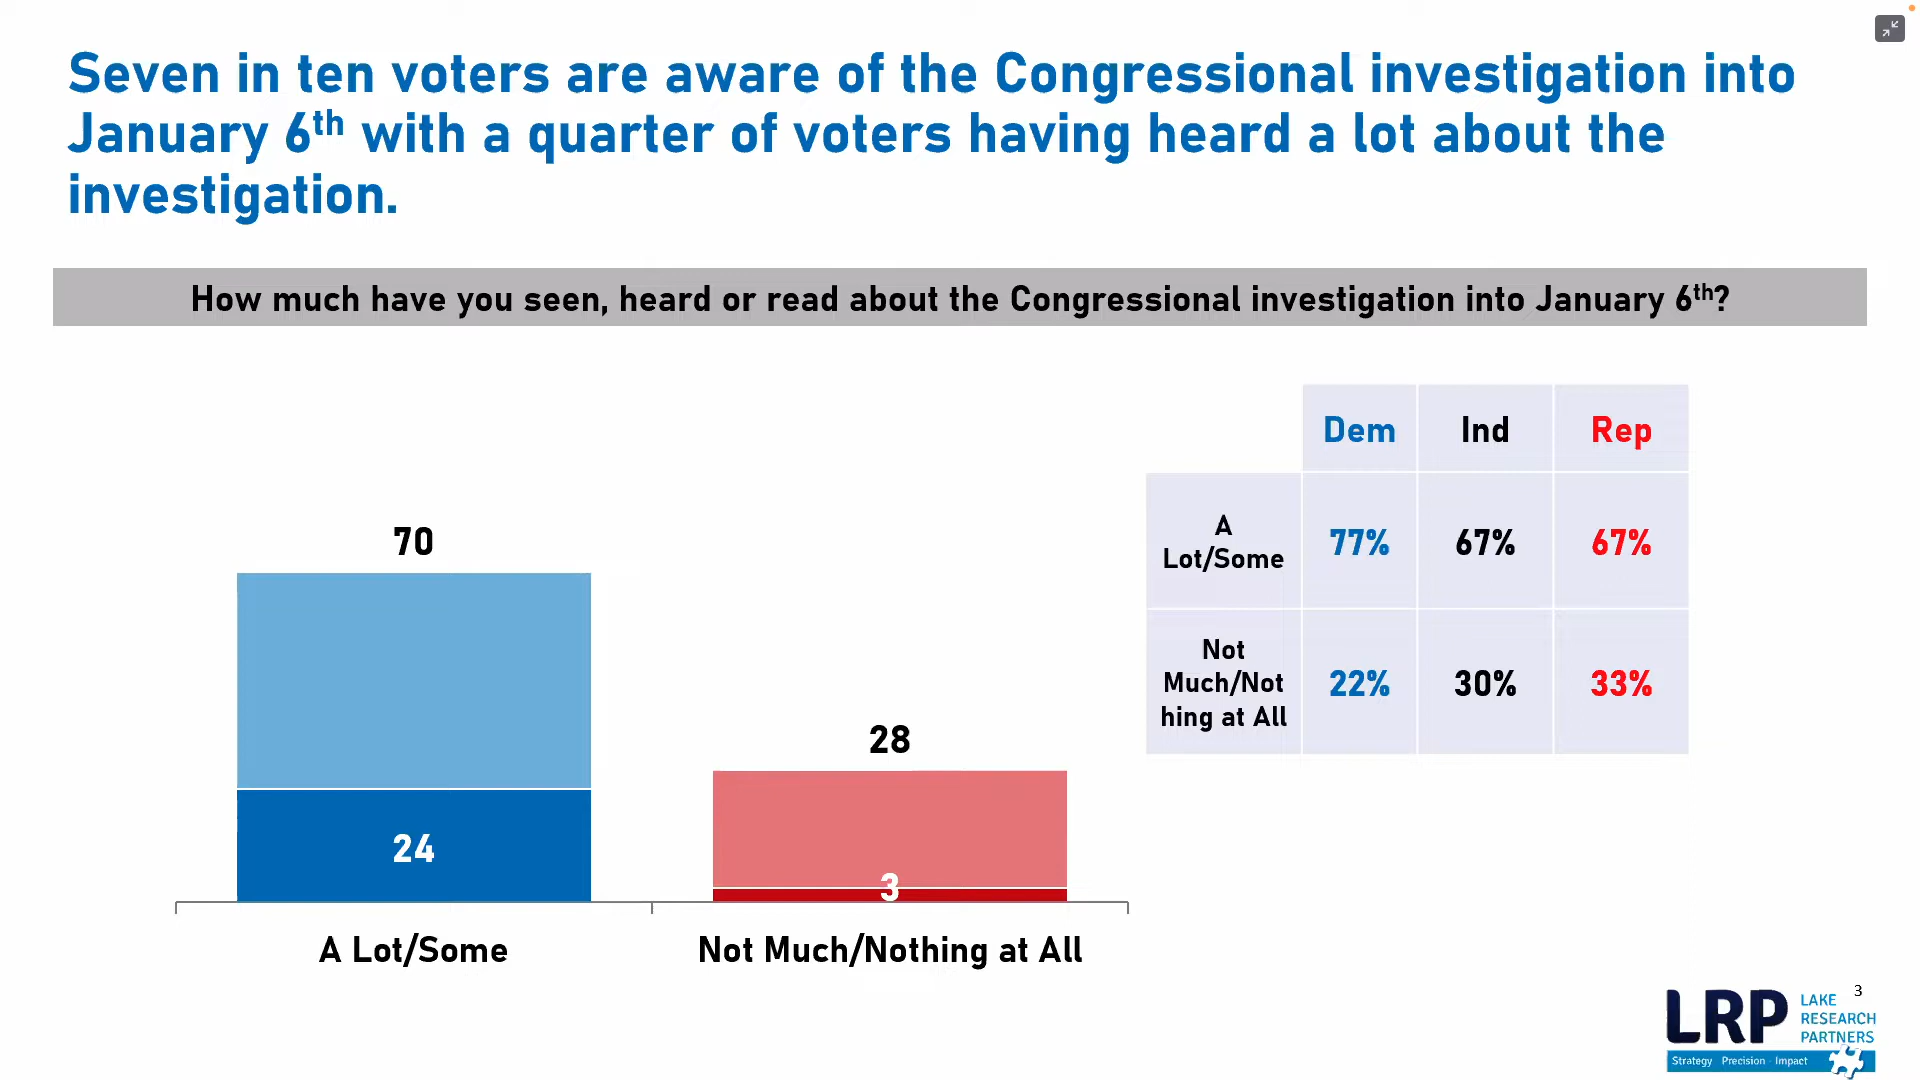 Seven in ten voters are aware of the Congressional investigation into
January 6th with a quarter of voters having heard a lot about the
investigation.
How much have you seen, heard or read about the Congressional investigation into January 6th?
Dem Ind Rep
A
Lot/Some
77% 67% 67%
Not
Much/Not
hing at All
22% 30% 33%
70
24
28
3
A Lot/Some
Not Much/Nothing at All
3
LRP
LAKE
RESEARCH
PARTNERS
Strategy Precision · Impact